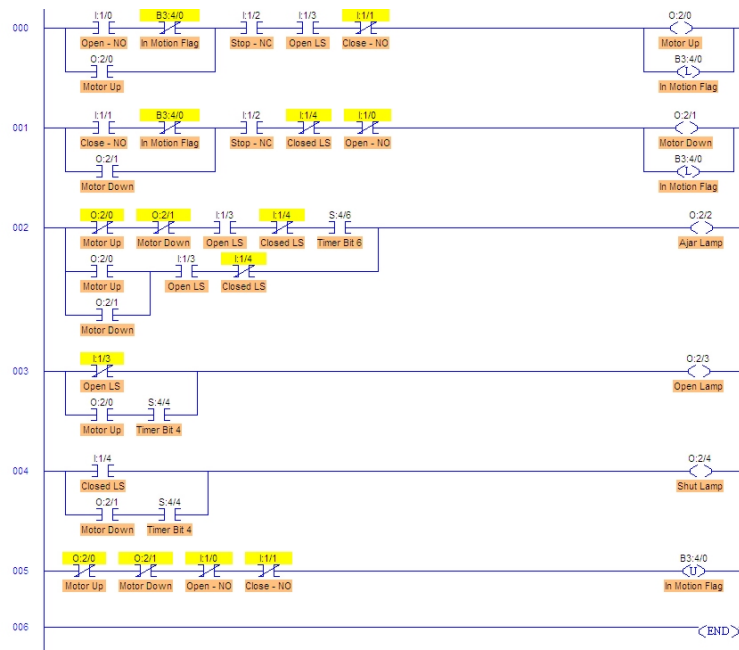 I:1/0 B3:4/0 I:1/2 I:1/3 I:1/1 O:2/0
000
Open - NO In Motion Flag Stop - NC Open LS Close - NO Motor Up
O:2/0 B3:4/0
L
Motor Up In Motion Flag
I:1/1 B3:4/0 I:1/2 I:1/4 I:1/0 O:2/1
001
Close - NO In Motion Flag Stop - NC Closed LS Open - NO Motor Down
O:2/1 B3:4/0
L
Motor Down In Motion Flag
O:2/0 O:2/1 I:1/3 I:1/4 S:4/6 O:2/2
002
Motor Up Motor Down Open LS Closed LS Timer Bit 6 Ajar Lamp
O:2/0 I:1/3 I:1/4
Motor Up Open LS Closed LS
O:2/1
Motor Down
I:1/3 O:2/3
003
Open LS Open Lamp
O:2/0 S:4/4
Motor Up Timer Bit 4
I:1/4 O:2/4
004
Closed LS Shut Lamp
O:2/1 S:4/4
Motor Down Timer Bit 4
O:2/0 O:2/1 I:1/0 I:1/1 B3:4/0
005 U
Motor Up Motor Down Open - NO Close - NO In Motion Flag
006 END